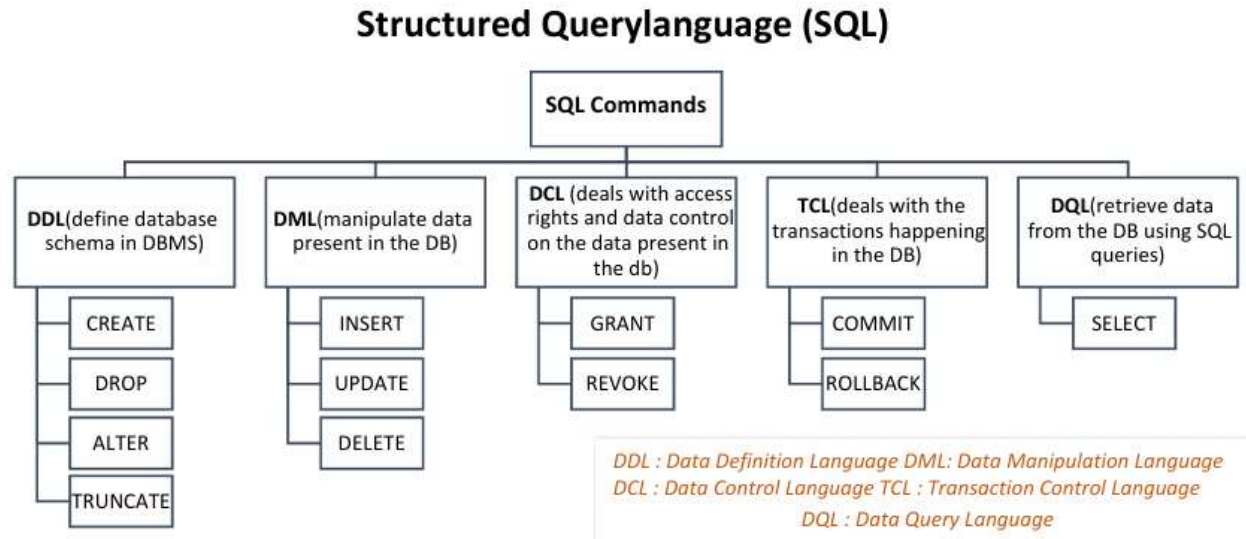 Structured Querylanguage (SQL)
SQL Commands
DDL(define database
schema in DBMS)
CREATE
DROP
ALTER
TRUNCATE
DML(manipulate data
present in the DB)
INSERT
UPDATE
DELETE
DCL (deals with access
rights and data control
on the data present in
the db)
GRANT
REVOKE
TCL(deals with the
transactions happening
in the DB)
COMMIT
ROLLBACK
DQL(retrieve data
from the DB using SQL
queries)
SELECT
DDL : Data Definition Language DML: Data Manipulation Language
DCL : Data Control Language TCL : Transaction Control Language
DQL : Data Query Language